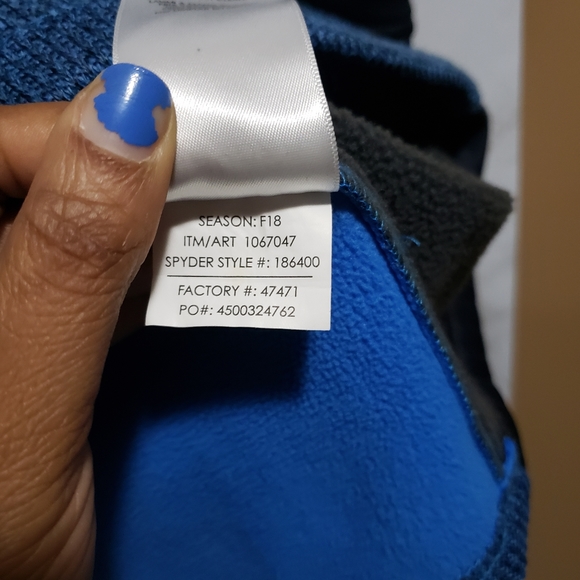 SEASON: F18
ITM/ART 1067047
SPYDER STYLE #: 186400
FACTORY #: 47471
PO#: 4500324762